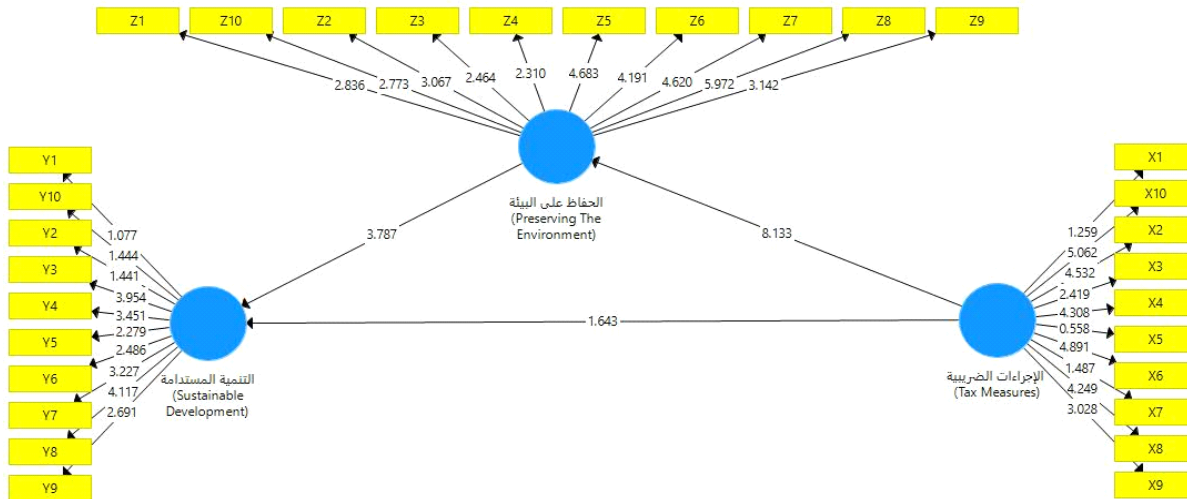 Z1
Z10
Z2
Z3
Z4
Z5
Z6
Z7
Z8
Z9
2.836
2.773
3.067
2.464
2.310
4.683
4.191
4.620
5.972
3.142
الحفاظ على البيئة
(Preserving The
Environment)
3.787
8.133
1.643
Y1
Y10
Y2
Y3
Y4
Y5
Y6
Y7
Y8
Y9
1.077
1.444
1.441
3.954
3.451
2.279
2.486
3.227
4.117
2.691
التنمية المستدامة
(Sustainable
Development)
الإجراءات الضريبية
(Tax Measures)
1.259
5.062
4.532
2.419
4.308
0.558
4.891
1.487
4.249
3.028
X1
X10
X2
X3
X4
X5
X6
X7
X8
X9